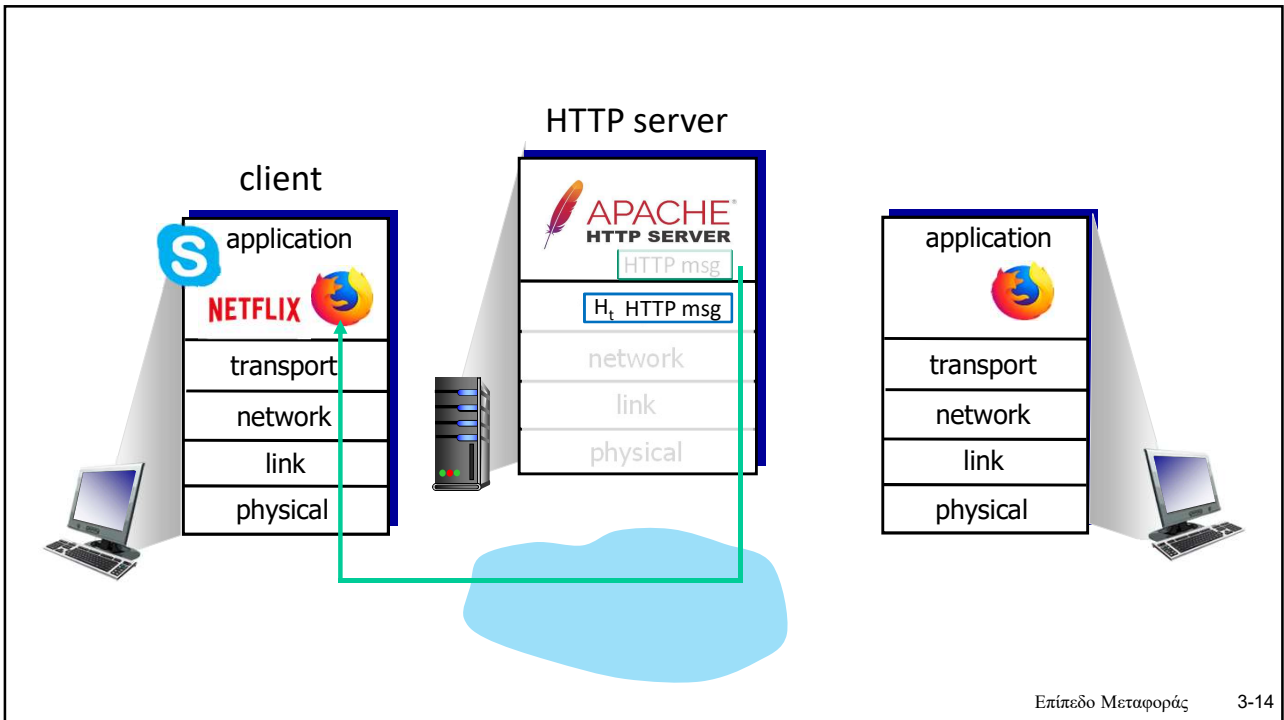 HTTP server
client
APACHE®
HTTP SERVER
HTTP msg
Hₜ HTTP msg
network
link
physical
S
application
NETFLIX
transport
network
link
physical
application
transport
network
link
physical
Επίπεδο Μεταφοράς 3-14